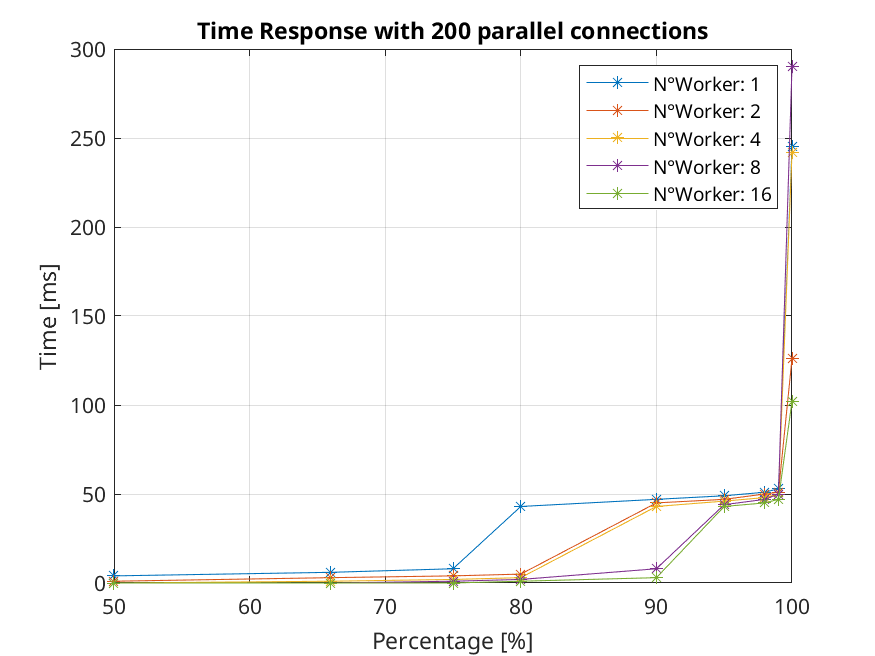 Time Response with 200 parallel connections
300
250
200
150
100
50
0
Time [ms]
N°Worker: 1
N°Worker: 2
N°Worker: 4
N°Worker: 8
N°Worker: 16
50 60 70 80 90 100
Percentage [%]